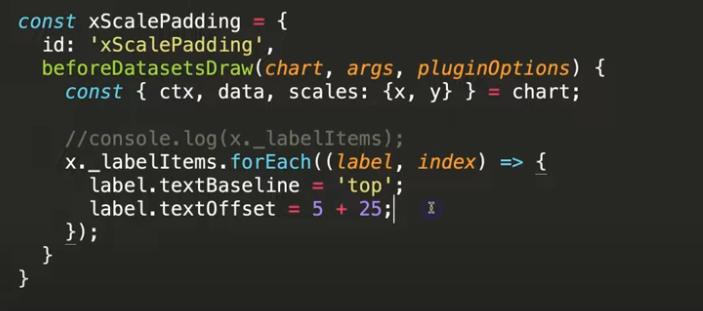 const xScalePadding = {
  id: 'xScalePadding',
  beforeDatasetsDraw(chart, args, pluginOptions) {
    const { ctx, data, scales: {x, y} } = chart;

    //console.log(x._labelItems);
    x._labelItems.forEach((label, index) => {
      label.textBaseline = 'top';
      label.textOffset = 5 + 25;
    });
  }
}